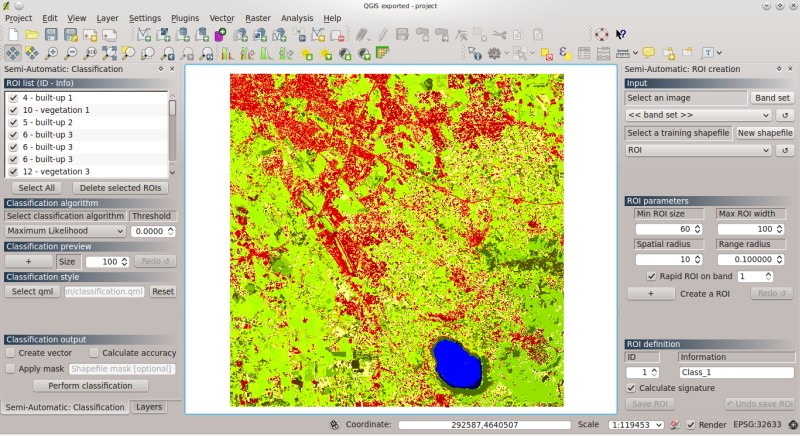 QGIS exported - project
Project Edit View Layer Settings Plugins Vector Raster Analysis Help
Semi-Automatic: Classification
ROI list (ID - Info)
4 - built-up 1
10 - vegetation 1
5 - built-up 2
6 - built-up 3
6 - built-up 3
6 - built-up 3
12 - vegetation 3
Select All Delete selected ROIs
Classification algorithm
Select classification algorithm Threshold
Maximum Likelihood 0.0000
Classification preview
+ Size 100 Redo
Classification style
Select qml in/classification.qml Reset
Classification output
Create vector Calculate accuracy
Apply mask Shapefile mask [optional]
Perform classification
Semi-Automatic: Classification Layers
Semi-Automatic: ROI creation
Input
Select an image Band set
<< band set >>
Select a training shapefile New shapefile
ROI
ROI parameters
Min ROI size Max ROI width
60 100
Spatial radius Range radius
10 0.100000
Rapid ROI on band 1
+ Create a ROI Redo
ROI definition
ID Information
1 Class_1
Calculate signature
Save ROI Undo save ROI
Coordinate: 292587,4640507 Scale 1:119453 Render EPSG:32633